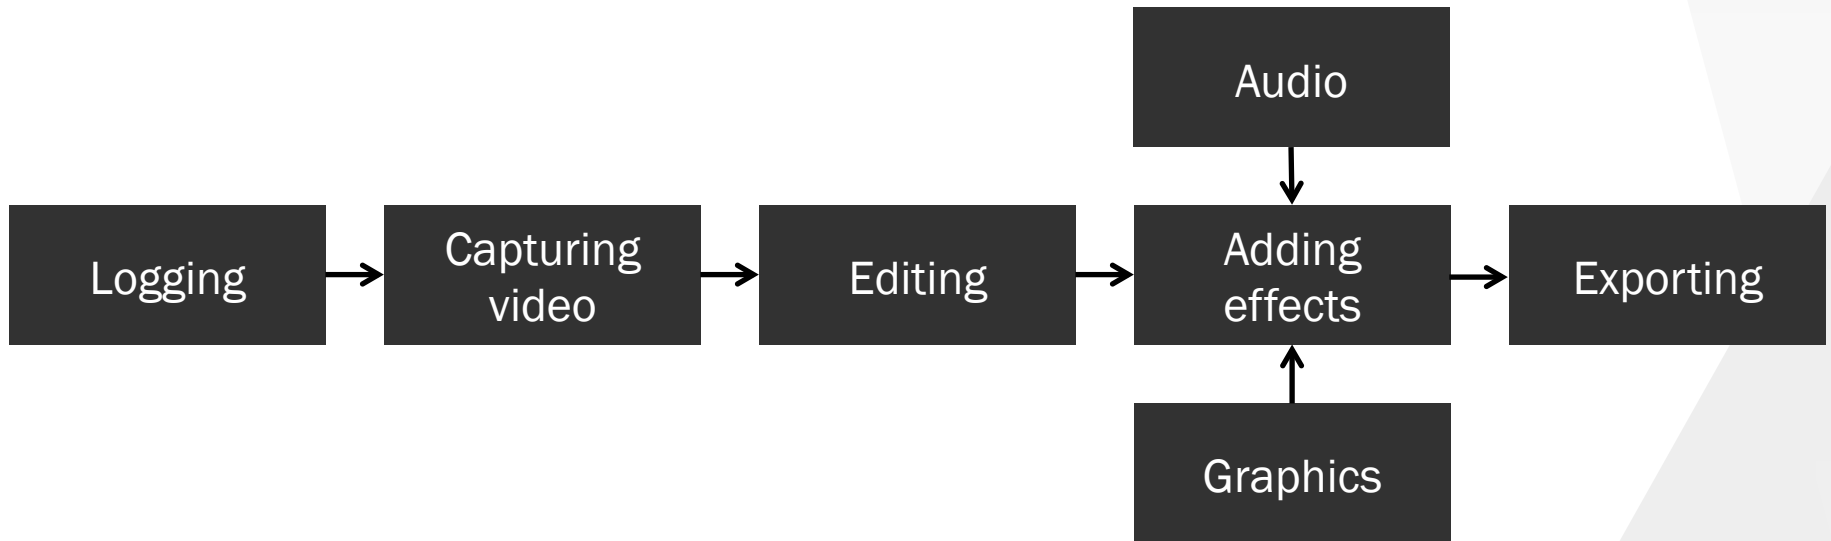 Audio
Logging
Capturing
video
Editing
Adding
effects
Exporting
Graphics